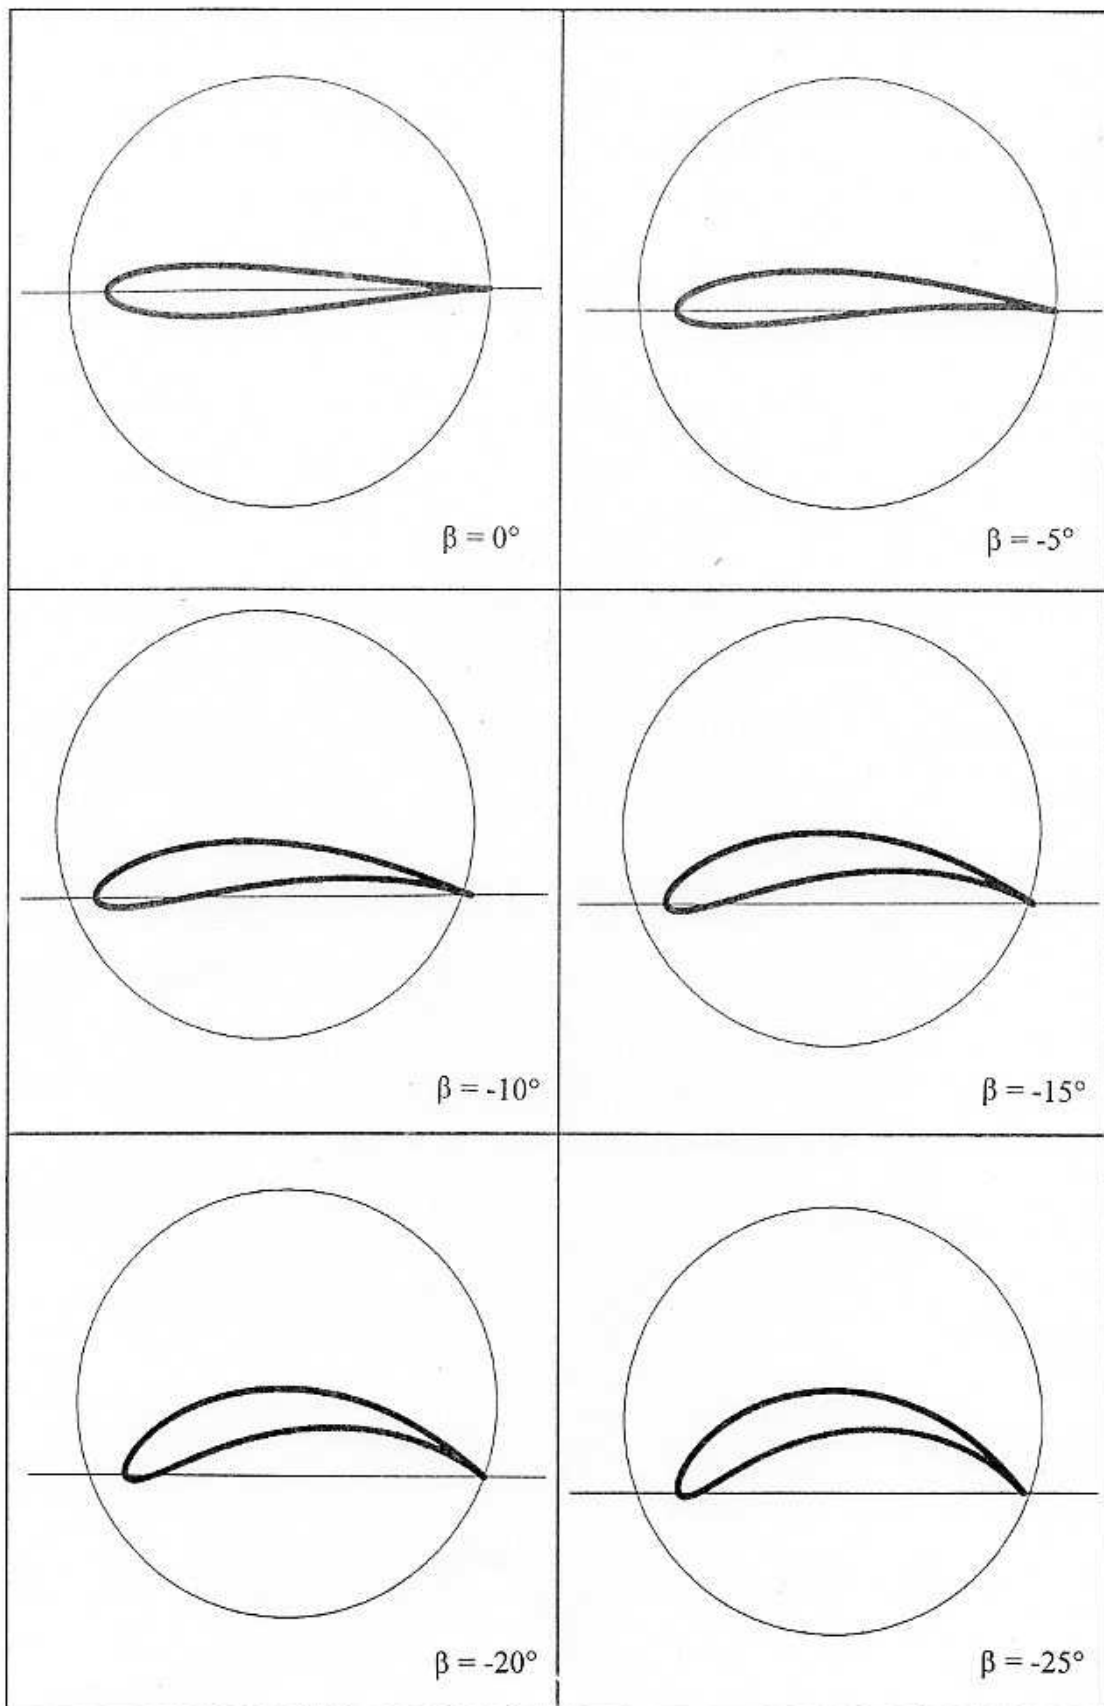 β = 0°
β = -5°
β = -10°
β = -15°
β = -20°
β = -25°